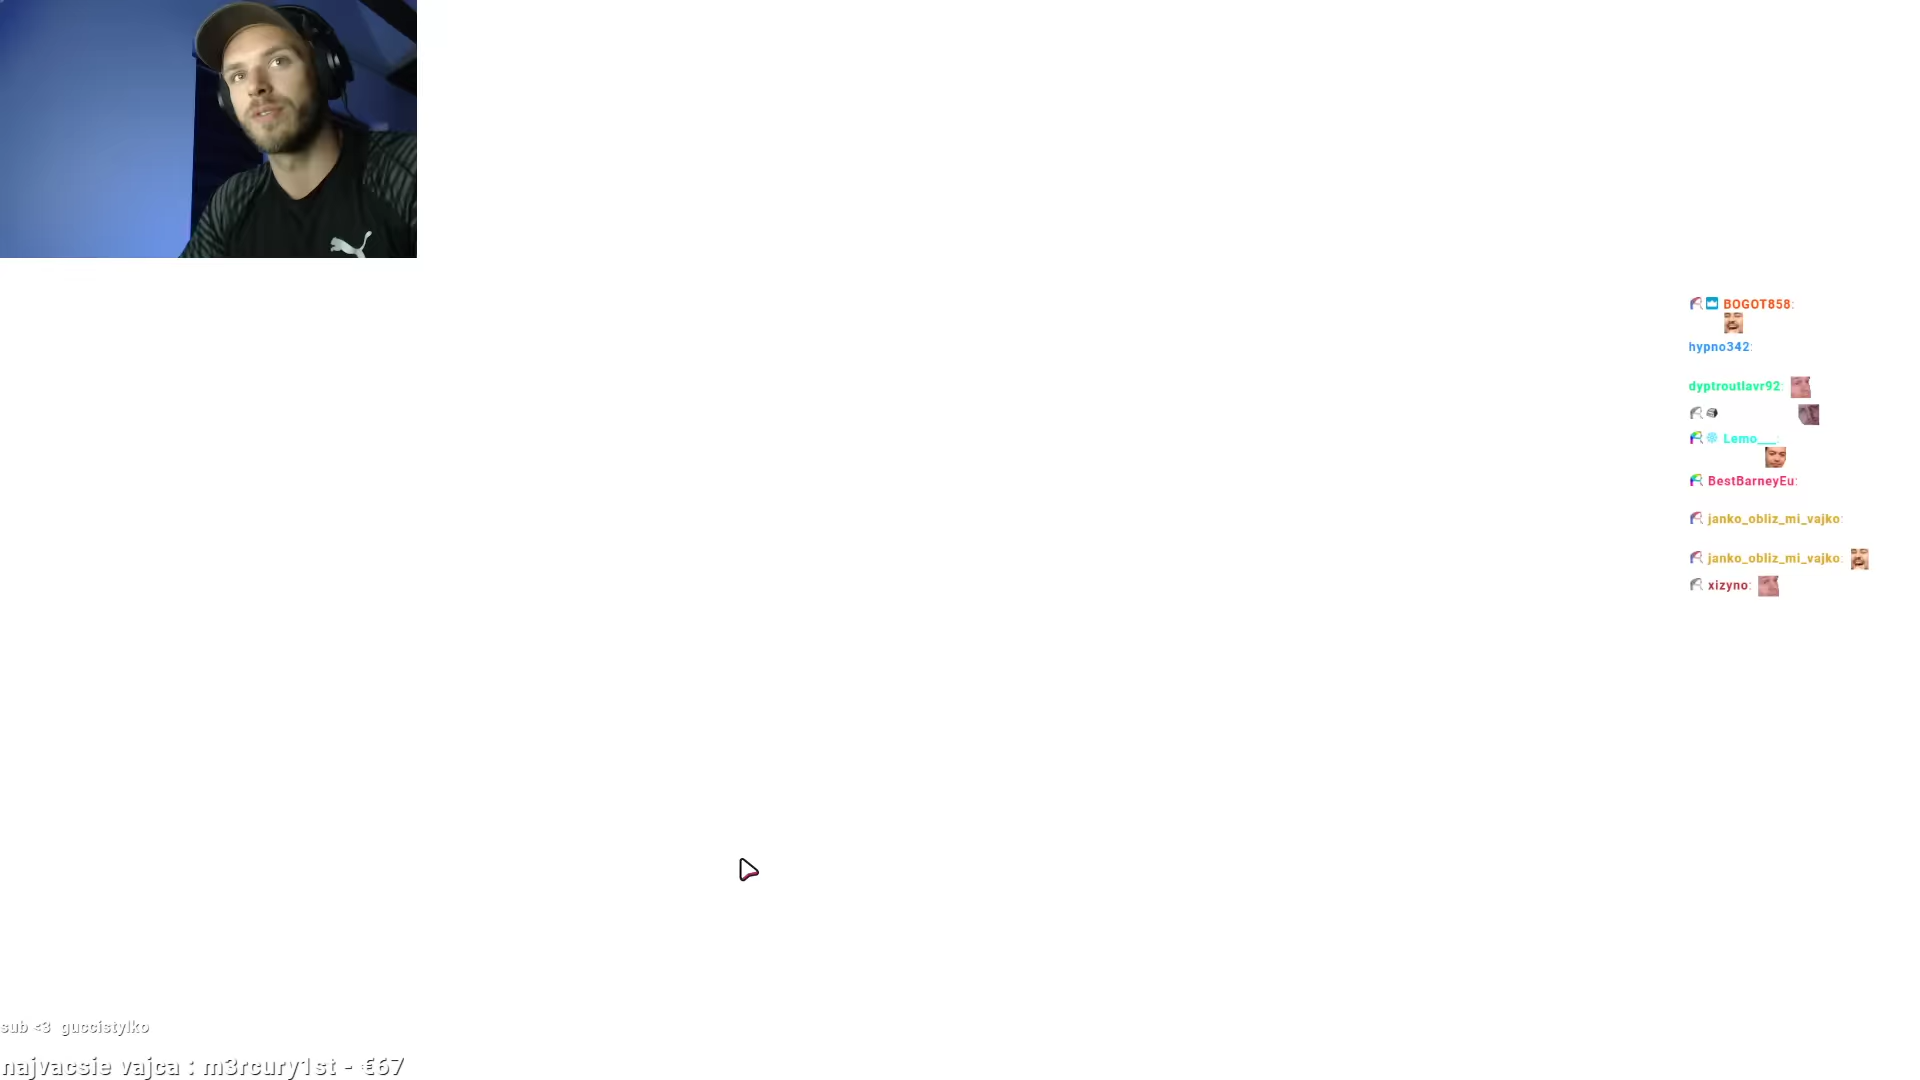 BOGOT858:
hypno342:
dyptroutlavr92:
Lemo___:
BestBarneyEu:
janko_obliz_mi_vajko:
janko_obliz_mi_vajko:
xizyno:
sub <3 guccistylko
najvacsie vajca : m3rcury1st - €67